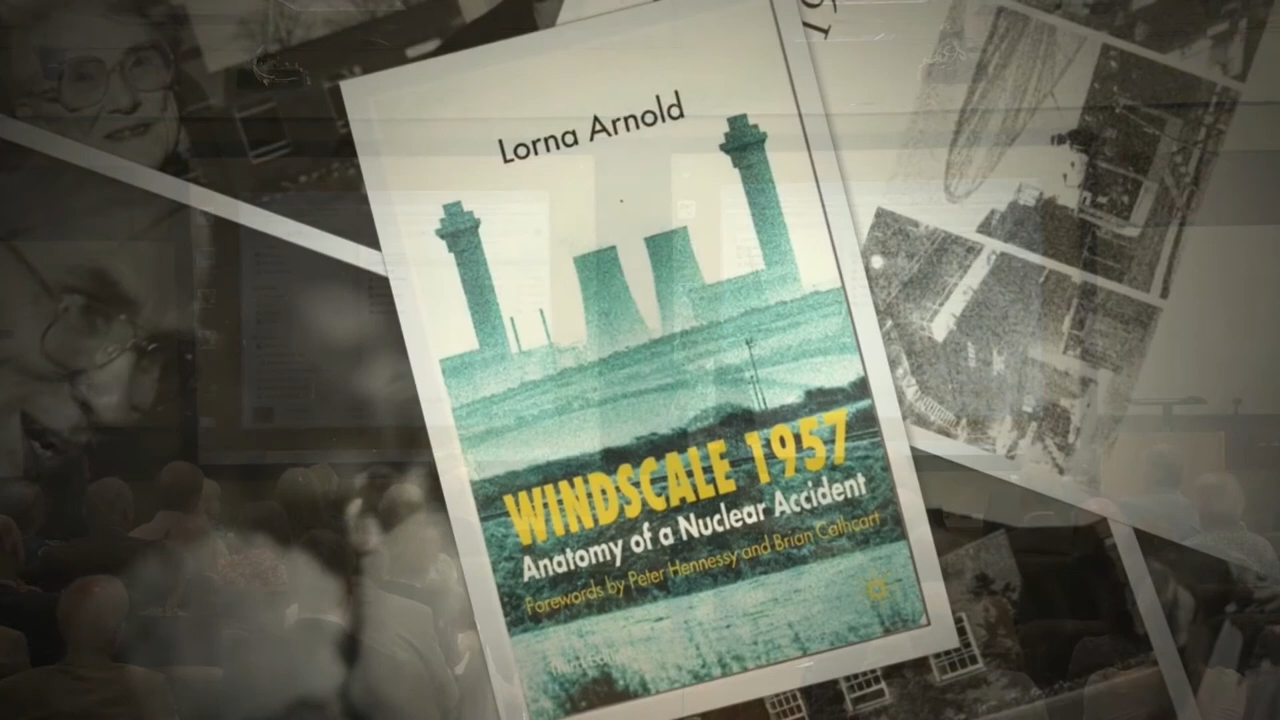 Lorna Arnold
WINDSCALE 1957
Anatomy of a Nuclear Accident
Forewords by Peter Hennessy and Brian Cathcart